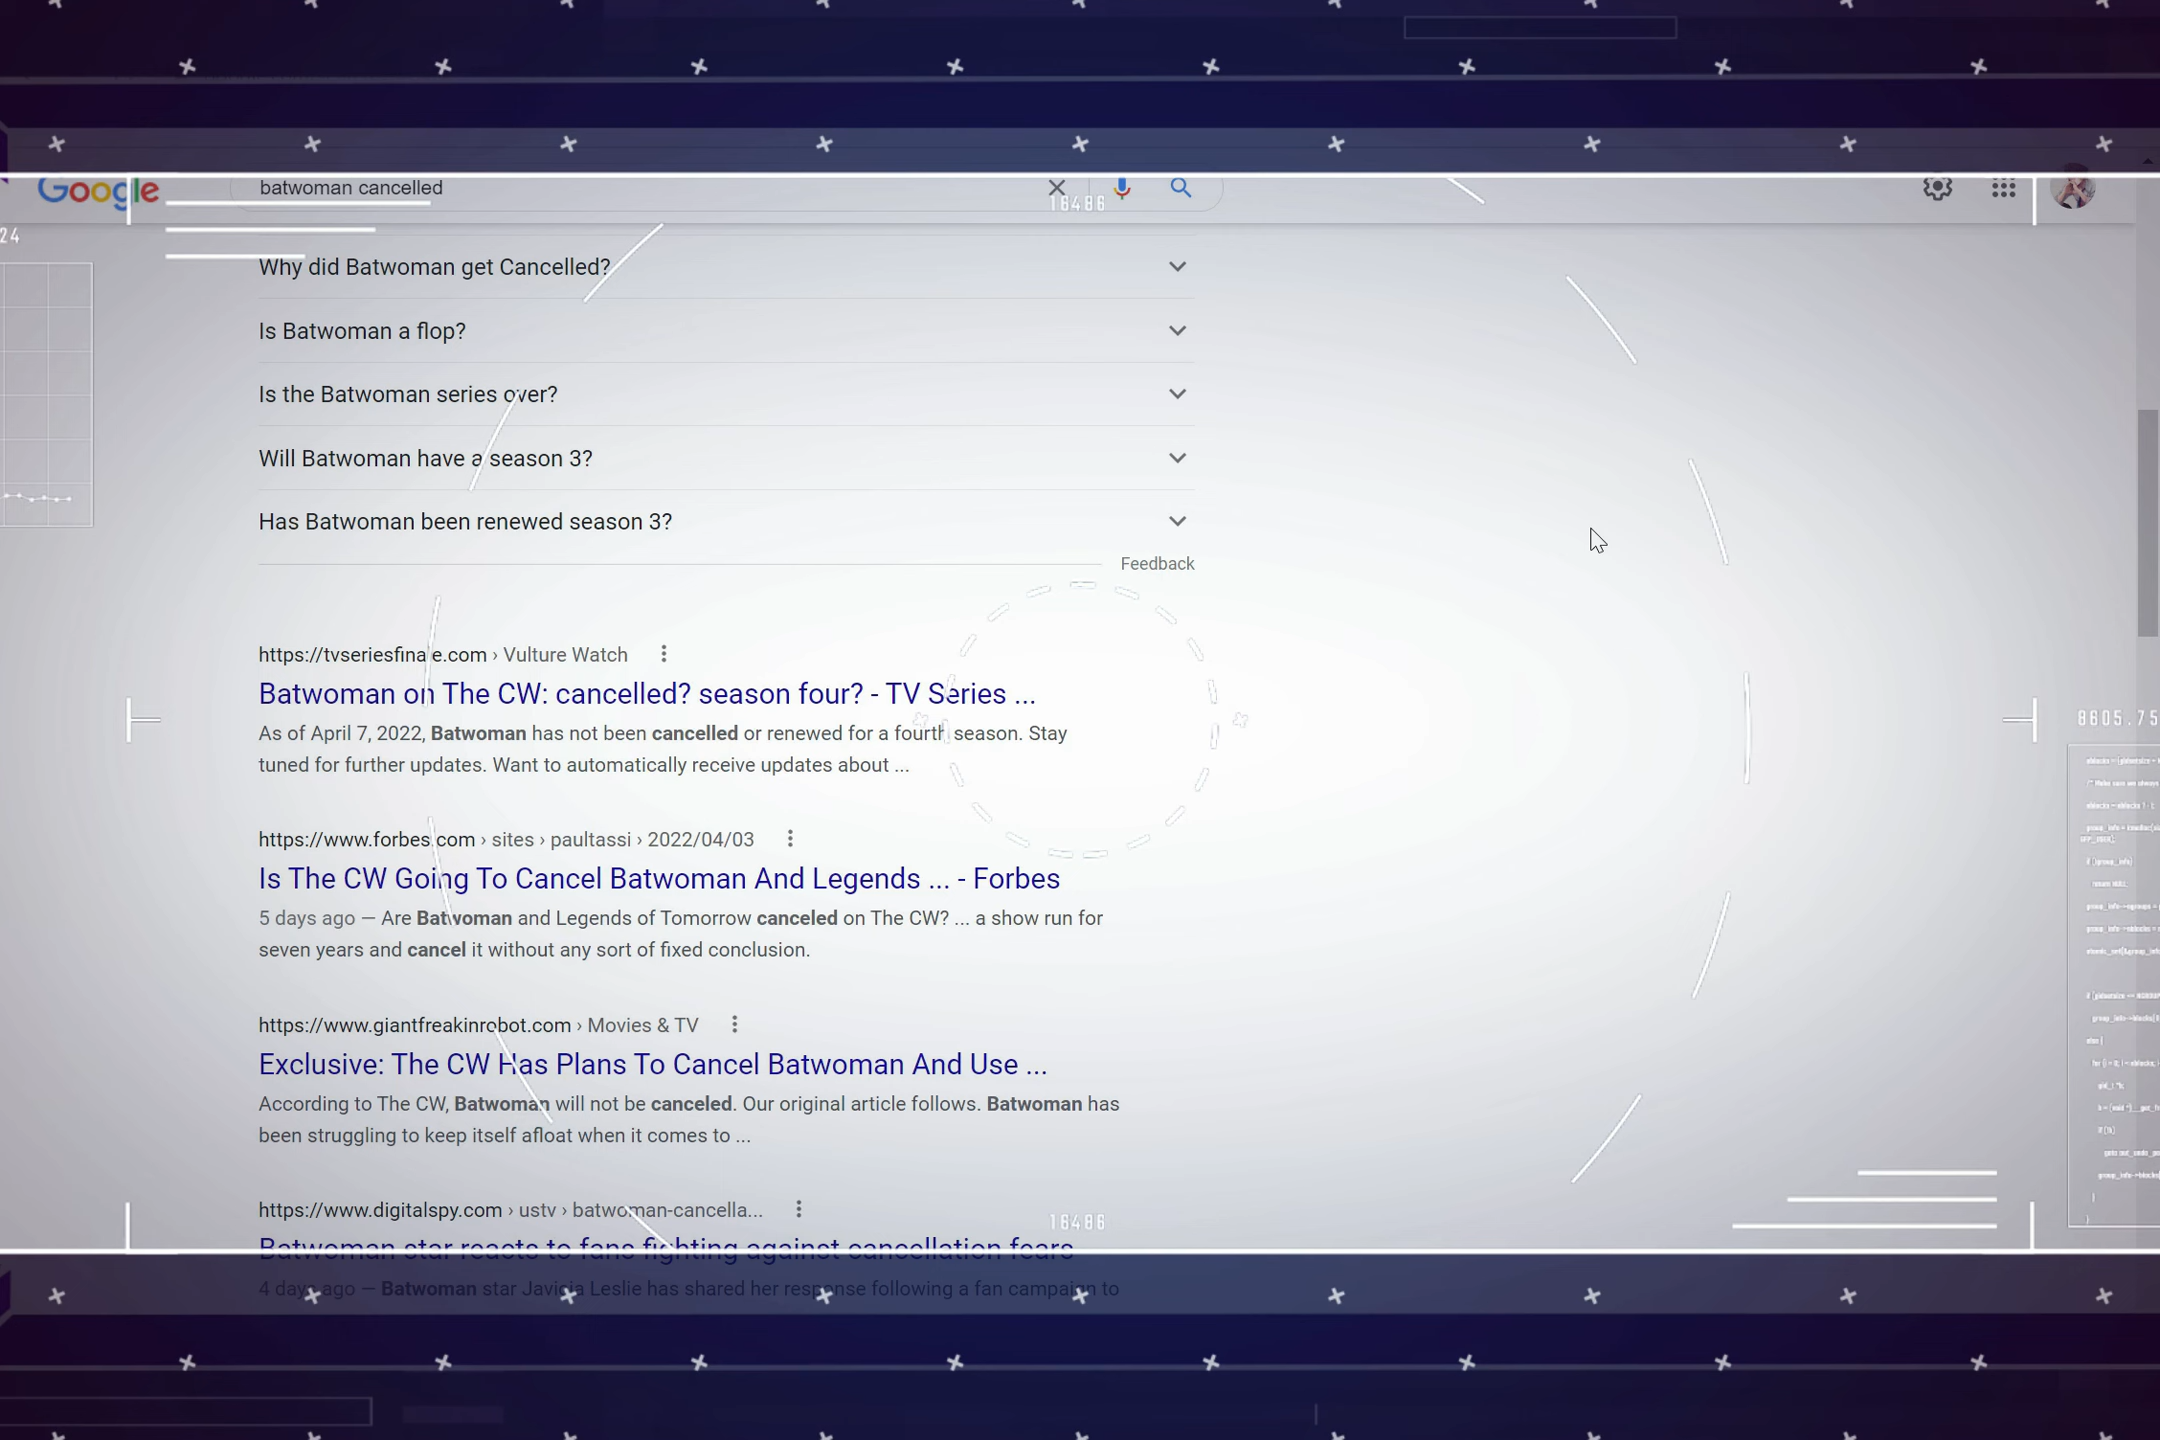 Google
batwoman cancelled
16486
24
Why did Batwoman get Cancelled?
Is Batwoman a flop?
Is the Batwoman series over?
Will Batwoman have a season 3?
Has Batwoman been renewed season 3?
Feedback
https://tvseriesfinale.com › Vulture Watch
Batwoman on The CW: cancelled? season four? - TV Series ...
As of April 7, 2022, Batwoman has not been cancelled or renewed for a fourth season. Stay
tuned for further updates. Want to automatically receive updates about ...
8605.75
https://www.forbes.com › sites › paultassi › 2022/04/03
Is The CW Going To Cancel Batwoman And Legends ... - Forbes
5 days ago — Are Batwoman and Legends of Tomorrow canceled on The CW? ... a show run for
seven years and cancel it without any sort of fixed conclusion.
https://www.giantfreakinrobot.com › Movies & TV
Exclusive: The CW Has Plans To Cancel Batwoman And Use ...
According to The CW, Batwoman will not be canceled. Our original article follows. Batwoman has
been struggling to keep itself afloat when it comes to ...
https://www.digitalspy.com › ustv › batwoman-cancella...
16486
Batwoman star reacts to fans fighting against cancellation fears
4 days ago — Batwoman star Javicia Leslie has shared her response following a fan campaign to